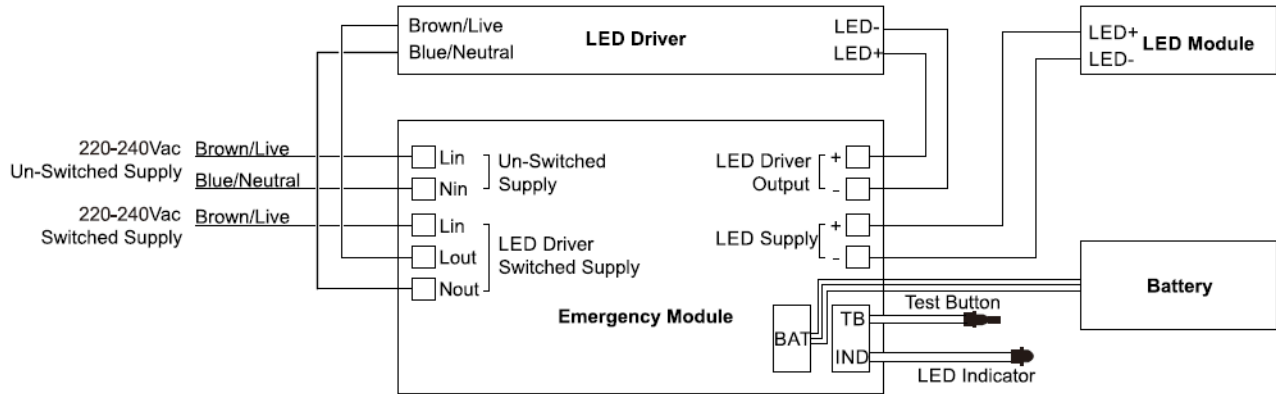 Brown/Live
Blue/Neutral
LED Driver
LED-
LED+
LED+
LED-
LED Module
220-240Vac
Un-Switched Supply
Brown/Live
Blue/Neutral
220-240Vac
Switched Supply
Brown/Live
Lin
Nin
Un-Switched
Supply
Lin
Lout
Nout
LED Driver
Switched Supply
LED Driver
Output
+
-
LED Supply
+
-
Emergency Module
BAT
TB
IND
Test Button
LED Indicator
Battery